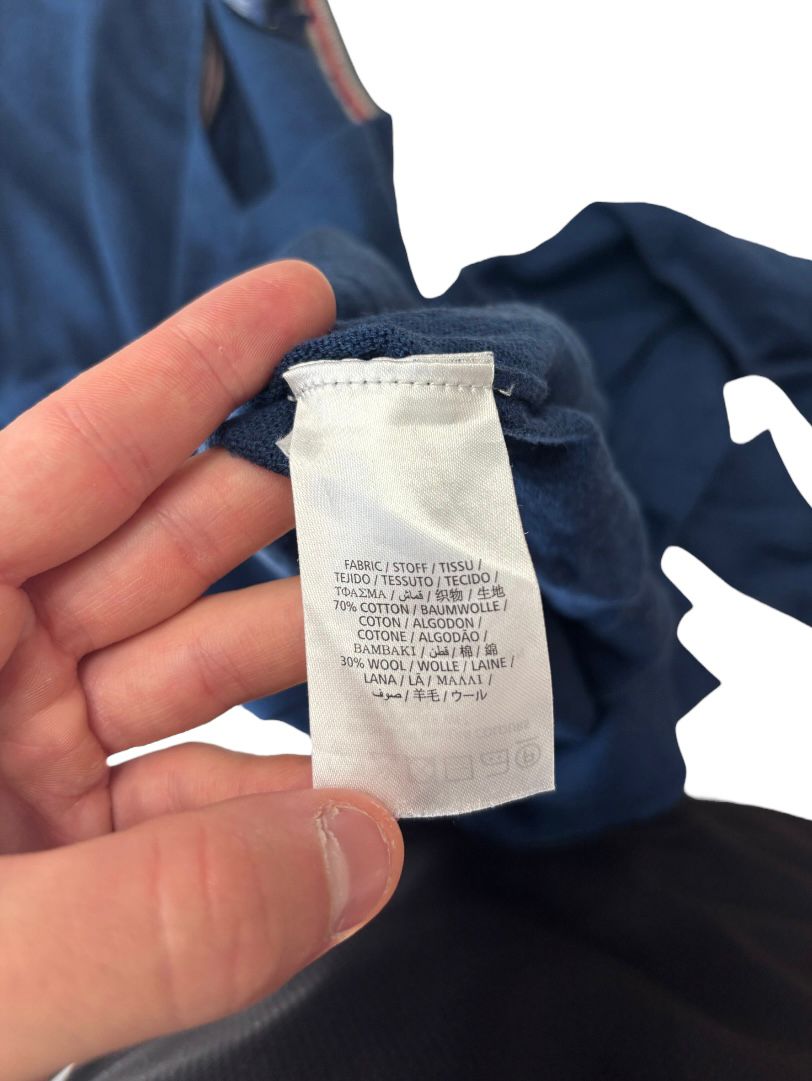 FABRIC / STOFF / TISSU /
TEJIDO / TESSUTO / TECIDO /
ΤΦΑΣΜΑ / قماش / 织物 / 生地
70% COTTON / BAUMWOLLE /
COTON / ALGODON /
COTONE / ALGODÃO /
BAMBAKI / قطن / 棉 / 綿
30% WOOL / WOLLE / LAINE /
LANA / LÃ / ΜΑΛΛΙ /
صوف / 羊毛 / ウール